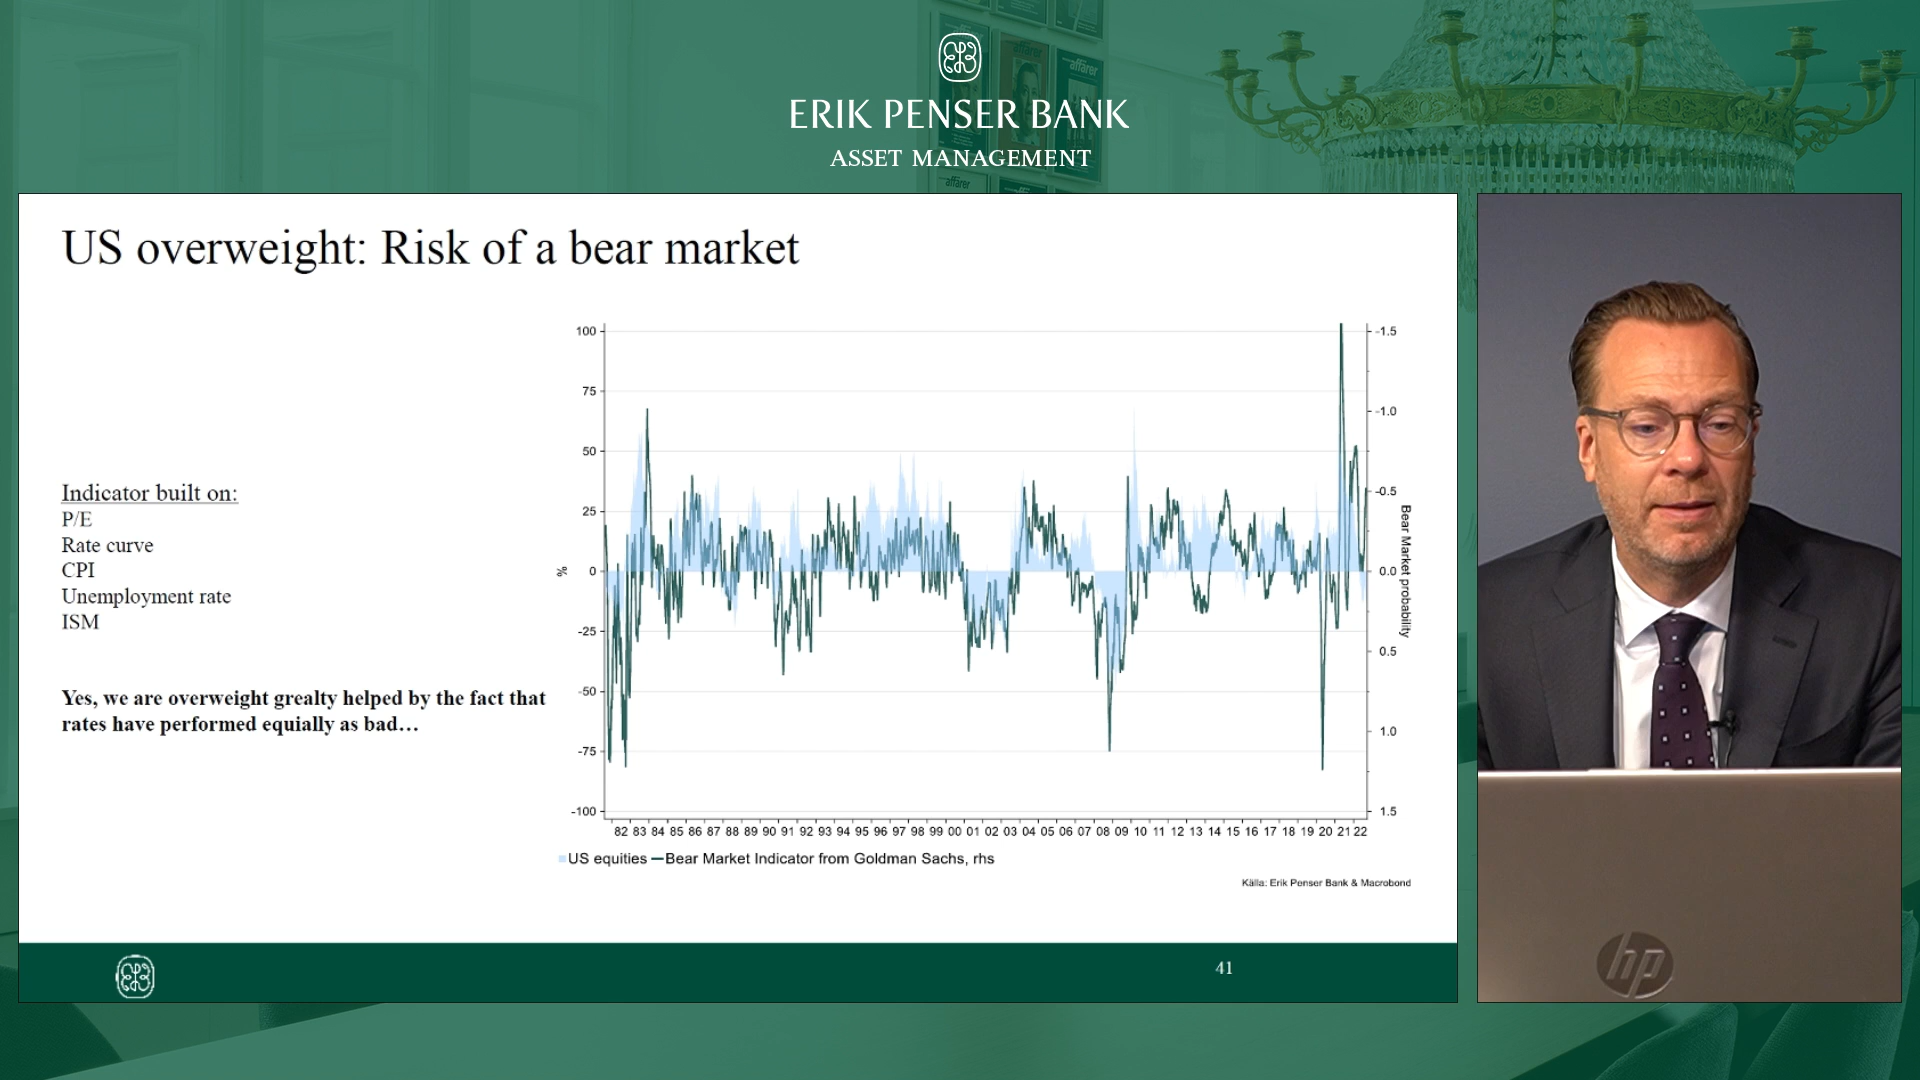 affärer
affärer
affärer
ERIK PENSER BANK
ASSET MANAGEMENT
US overweight: Risk of a bear market
Indicator built on:
P/E
Rate curve
CPI
Unemployment rate
ISM
Yes, we are overweight grealty helped by the fact that
rates have performed equially as bad…
100
75
50
25
0
-25
-50
-75
-100
%
-1.5
-1.0
-0.5
0.0
0.5
1.0
1.5
Bear Market probability
82 83 84 85 86 87 88 89 90 91 92 93 94 95 96 97 98 99 00 01 02 03 04 05 06 07 08 09 10 11 12 13 14 15 16 17 18 19 20 21 22
US equities Bear Market Indicator from Goldman Sachs, rhs
Källa: Erik Penser Bank & Macrobond
41
hp